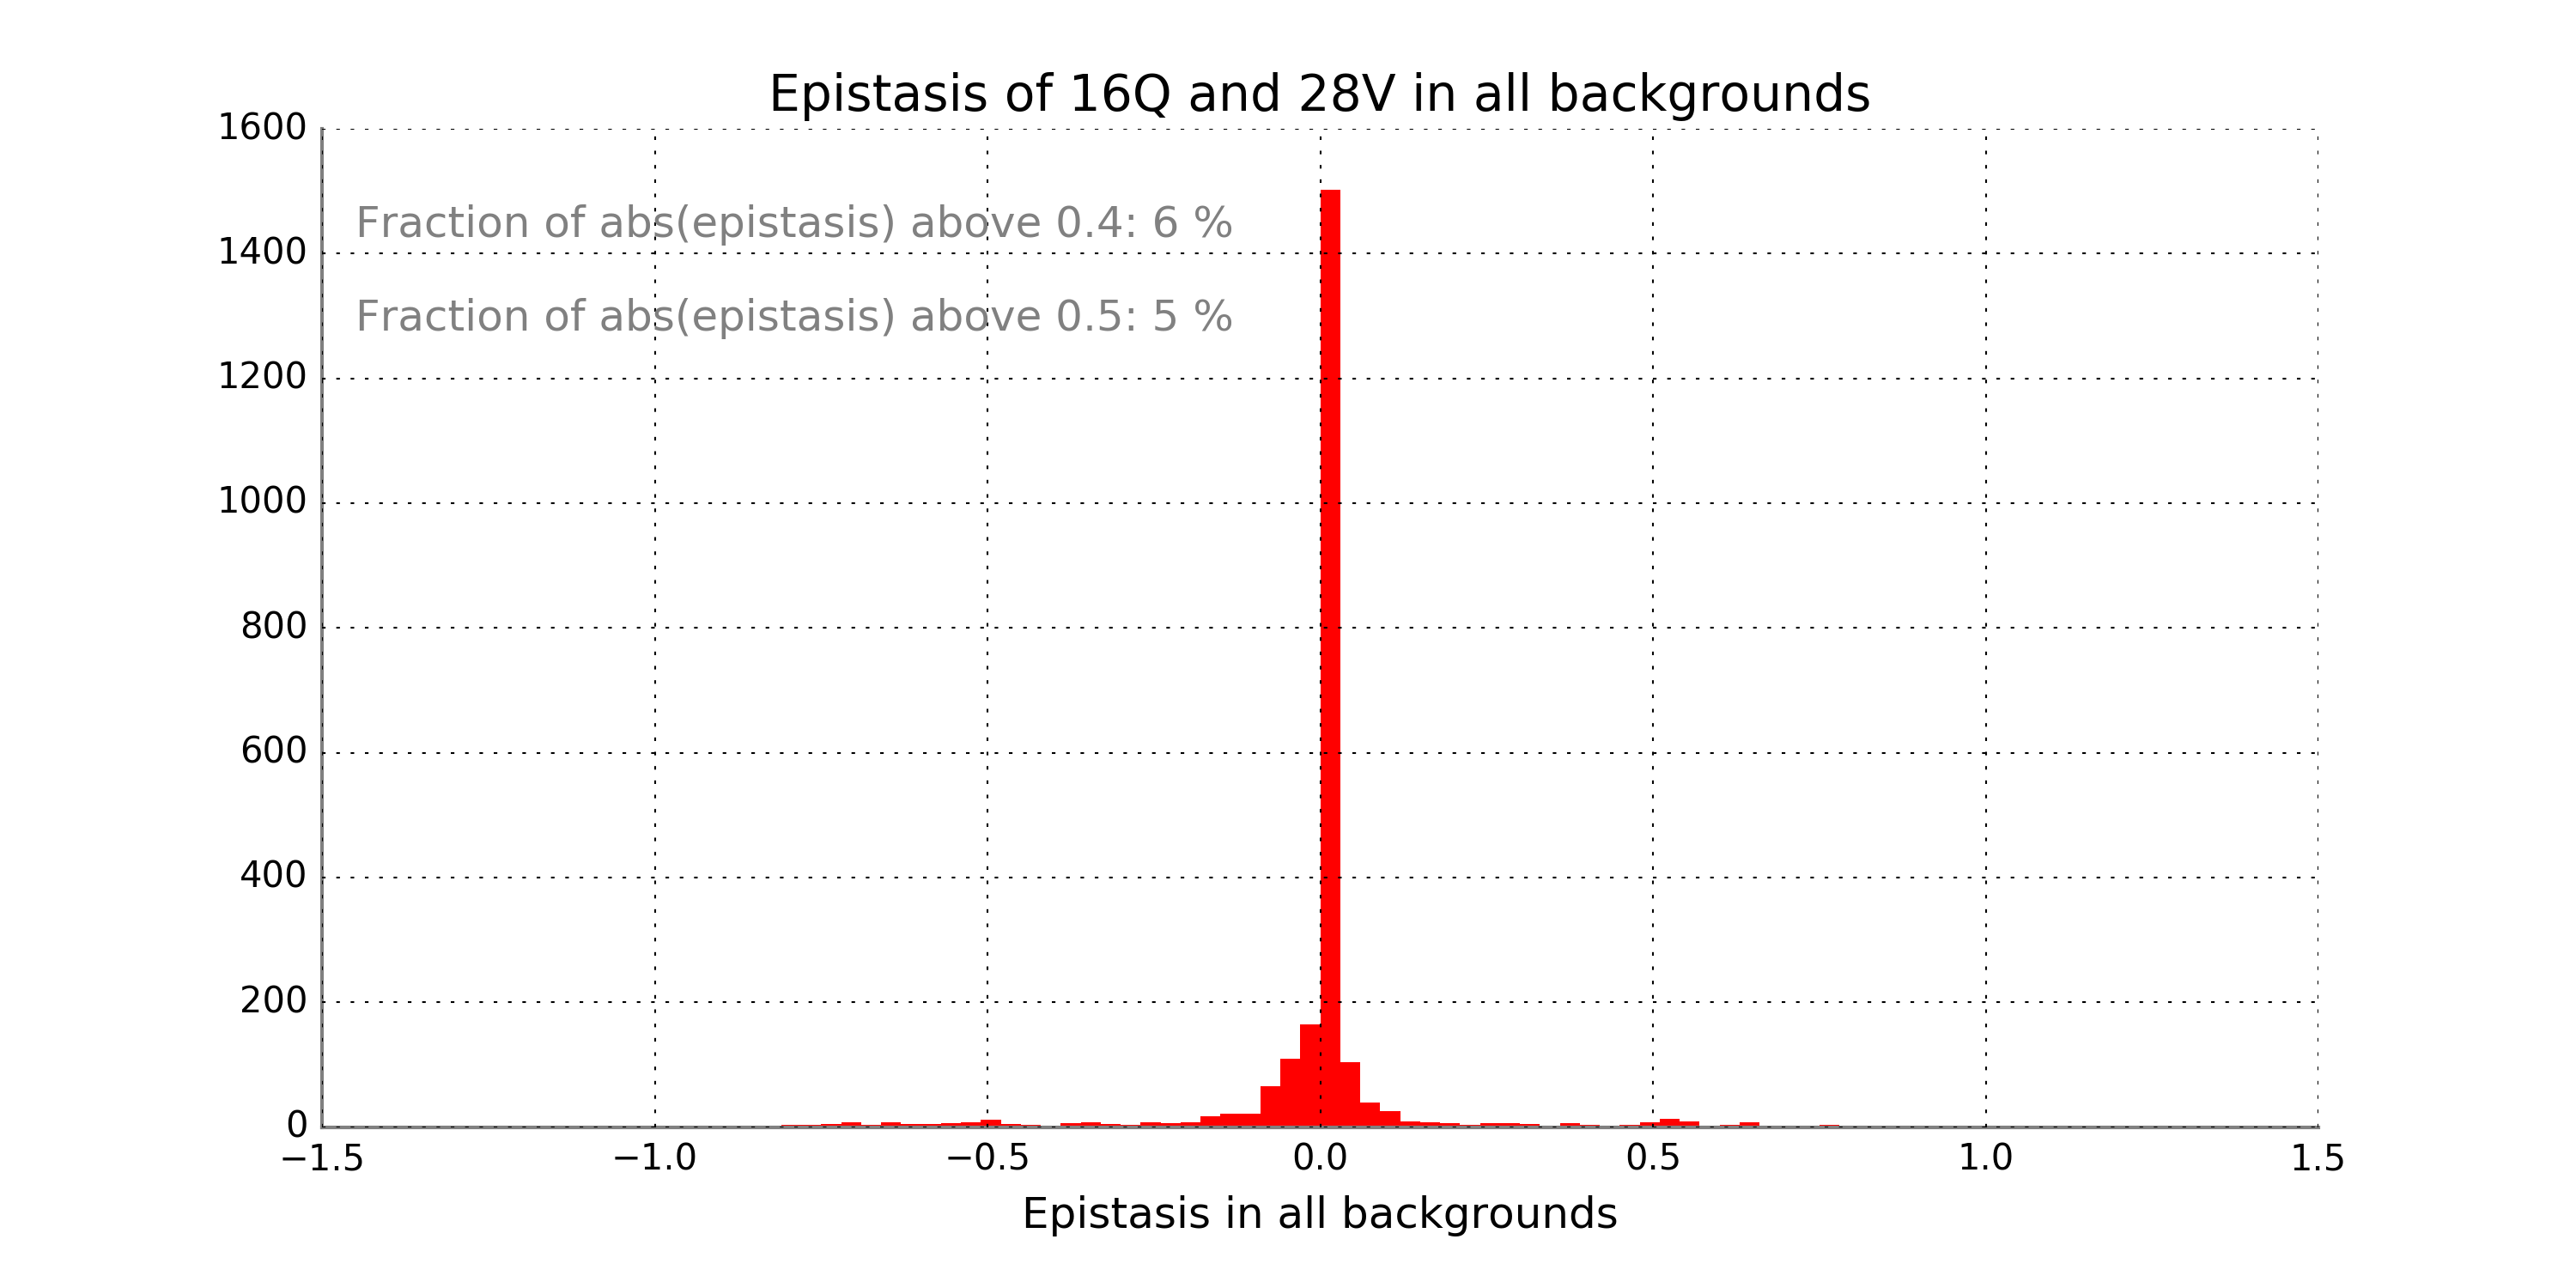 Epistasis of 16Q and 28V in all backgrounds
1600
Fraction of abs(epistasis) above 0.4: 6 %
1400
Fraction of abs(epistasis) above 0.5: 5 %
1200
1000
800
600
400
200
0
−1.5 −1.0 −0.5 0.0 0.5 1.0 1.5
Epistasis in all backgrounds